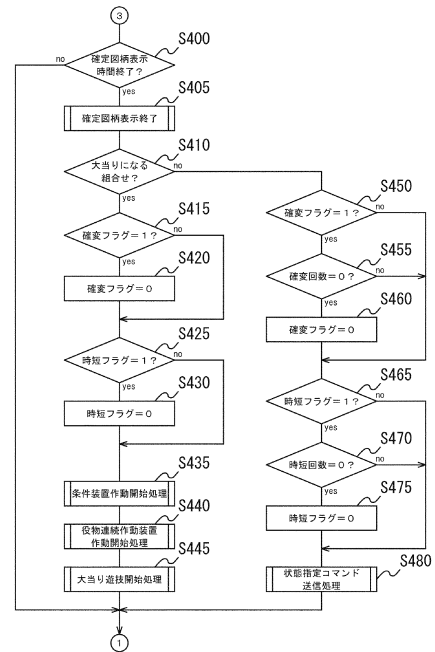 3
S400
確定図柄表示
時間終了?
no
yes
S405
確定図柄表示終了
S410
大当りになる
組合せ?
no
yes
S415
確変フラグ=1?
no
yes
S420
確変フラグ=0
S425
時短フラグ=1?
no
yes
S430
時短フラグ=0
S435
条件装置作動開始処理
S440
役物連続作動装置
作動開始処理
S445
大当り遊技開始処理
S450
確変フラグ=1?
no
yes
S455
確変回数=0?
no
yes
S460
確変フラグ=0
S465
時短フラグ=1?
no
yes
S470
時短回数=0?
no
yes
S475
時短フラグ=0
S480
状態指定コマンド
送信処理
1